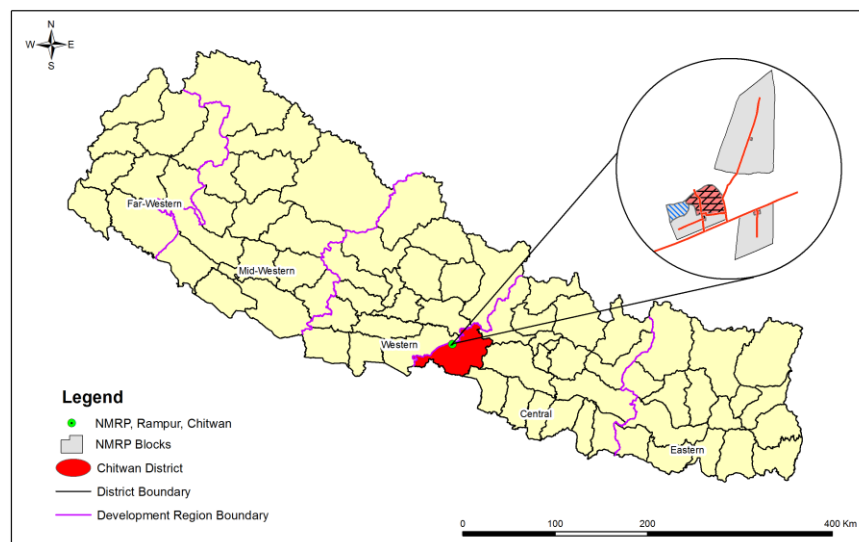 N
W E
S
Far-Western
Mid-Western
Western
Central
Eastern
Legend
NMRP, Rampur, Chitwan
NMRP Blocks
Chitwan District
District Boundary
Development Region Boundary
0 100 200 400 Km